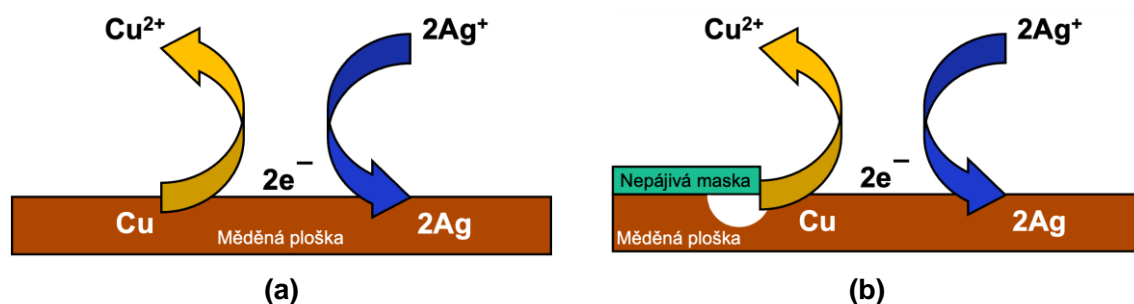 Cu²⁺
2Ag⁺
2e⁻
Cu
2Ag
Měděná ploška
(a)
Cu²⁺
2Ag⁺
2e⁻
Nepájivá maska
Cu
2Ag
Měděná ploška
(b)